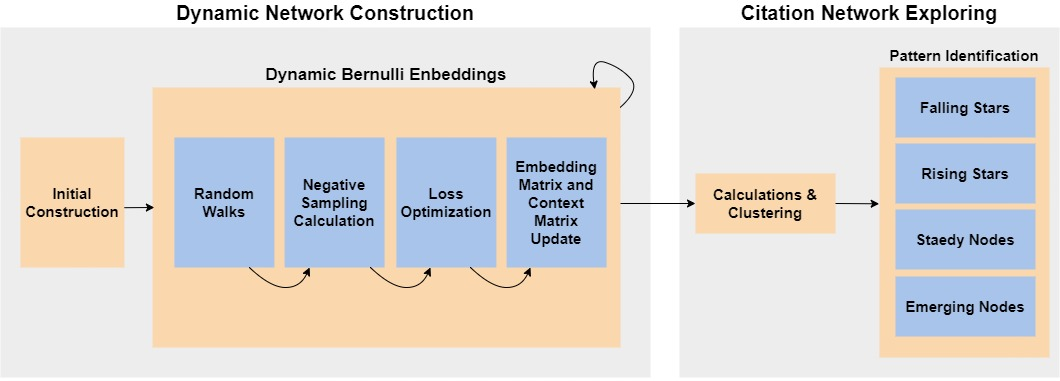 Dynamic Network Construction
Dynamic Bernulli Enbeddings
Initial
Construction
Random
Walks
Negative
Sampling
Calculation
Loss
Optimization
Embedding
Matrix and
Context
Matrix
Update
Citation Network Exploring
Calculations &
Clustering
Pattern Identification
Falling Stars
Rising Stars
Staedy Nodes
Emerging Nodes